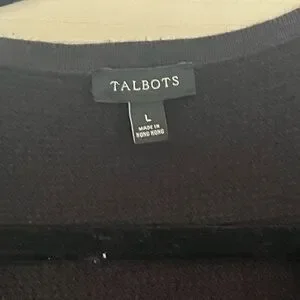 TALBOTS
L
MADE IN
HONG KONG